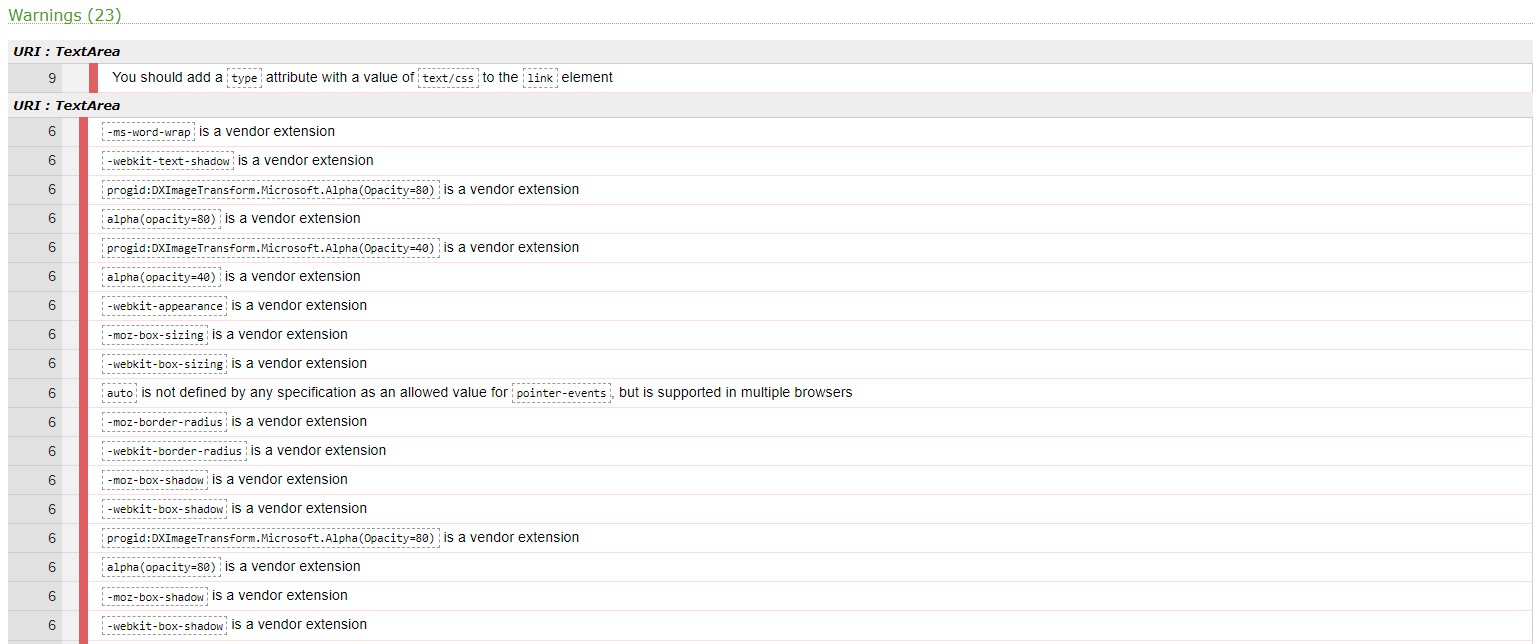 Warnings (23)
URI : TextArea
9 You should add a type attribute with a value of text/css to the link element
URI : TextArea
6 -ms-word-wrap is a vendor extension
6 -webkit-text-shadow is a vendor extension
6 progid:DXImageTransform.Microsoft.Alpha(Opacity=80) is a vendor extension
6 alpha(opacity=80) is a vendor extension
6 progid:DXImageTransform.Microsoft.Alpha(Opacity=40) is a vendor extension
6 alpha(opacity=40) is a vendor extension
6 -webkit-appearance is a vendor extension
6 -moz-box-sizing is a vendor extension
6 -webkit-box-sizing is a vendor extension
6 auto is not defined by any specification as an allowed value for pointer-events, but is supported in multiple browsers
6 -moz-border-radius is a vendor extension
6 -webkit-border-radius is a vendor extension
6 -moz-box-shadow is a vendor extension
6 -webkit-box-shadow is a vendor extension
6 progid:DXImageTransform.Microsoft.Alpha(Opacity=80) is a vendor extension
6 alpha(opacity=80) is a vendor extension
6 -moz-box-shadow is a vendor extension
6 -webkit-box-shadow is a vendor extension